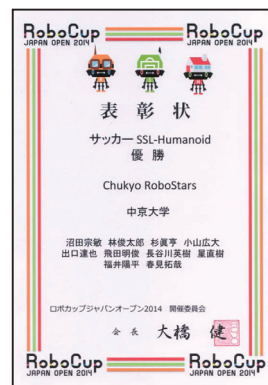 RoboCup RoboCup
JAPAN OPEN 2014 JAPAN OPEN 2014
表 彰 状
サッカー SSL-Humanoid
優 勝
Chukyo RoboStars
中京大学
沼田宗敏 林俊太郎 杉眞亨 小山広大
出口達也 飛田明俊 長谷川英樹 星直樹
福井陽平 春見拓哉
ロボカップジャパンオープン2014 開催委員会
会 長 大橋 健
RoboCup RoboCup
JAPAN OPEN 2014 JAPAN OPEN 2014